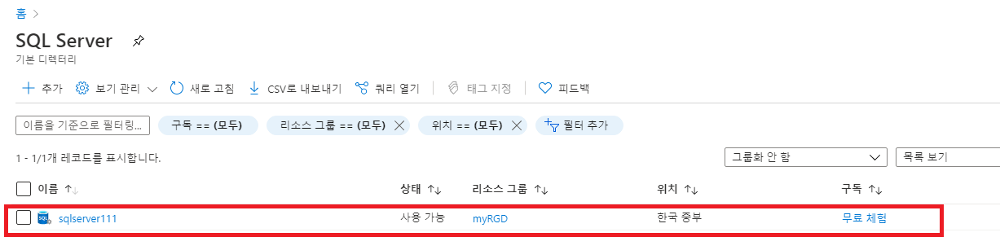 홈 >
SQL Server
기본 디렉터리
추가 보기 관리 새로 고침 CSV로 내보내기 쿼리 열기 태그 지정 피드백
이름을 기준으로 필터링... 구독 == (모두) 리소스 그룹 == (모두) 위치 == (모두) 필터 추가
1 - 1/1개 레코드를 표시합니다. 그룹화 안 함 목록 보기
이름 ↑↓ 상태 ↑↓ 리소스 그룹 ↑↓ 위치 ↑↓ 구독 ↑↓
SQL sqlserver111 사용 가능 myRGD 한국 중부 무료 체험